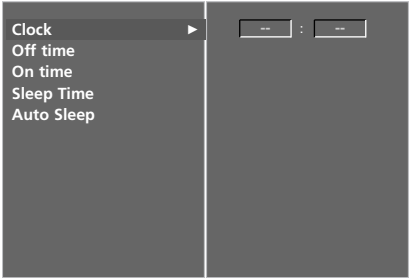 Clock ► -- : --
Off time
On time
Sleep Time
Auto Sleep